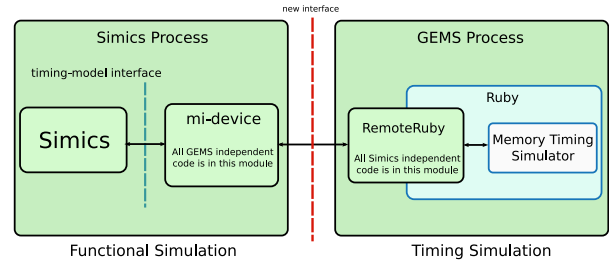 new interface
Simics Process
GEMS Process
timing-model interface
Ruby
Simics
mi-device
All GEMS independent
code is in this module
RemoteRuby
All Simics independent
code is in this module
Memory Timing
Simulator
Functional Simulation
Timing Simulation